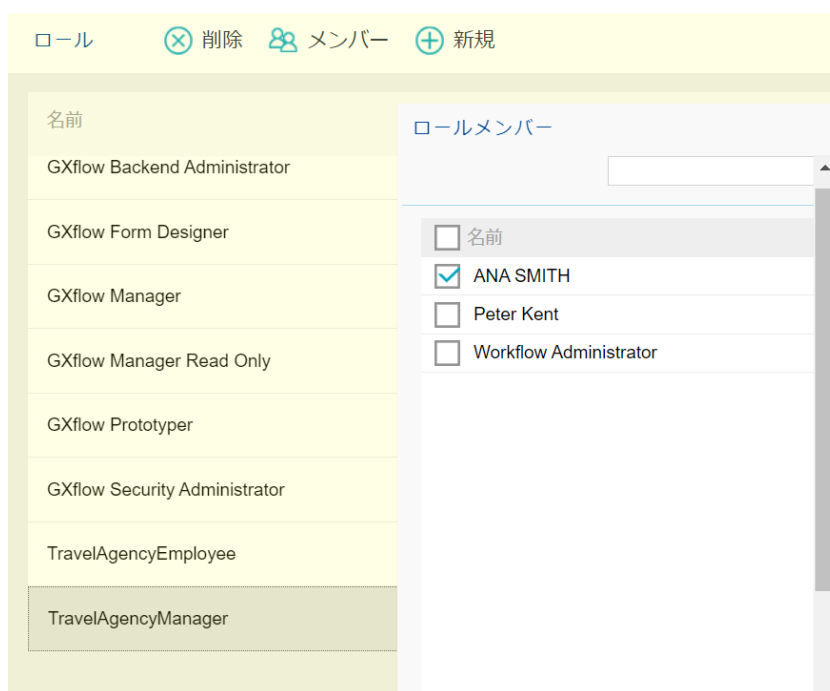 ロール 削除 メンバー 新規
名前
GXflow Backend Administrator
GXflow Form Designer
GXflow Manager
GXflow Manager Read Only
GXflow Prototyper
GXflow Security Administrator
TravelAgencyEmployee
TravelAgencyManager
ロールメンバー
名前
ANA SMITH
Peter Kent
Workflow Administrator